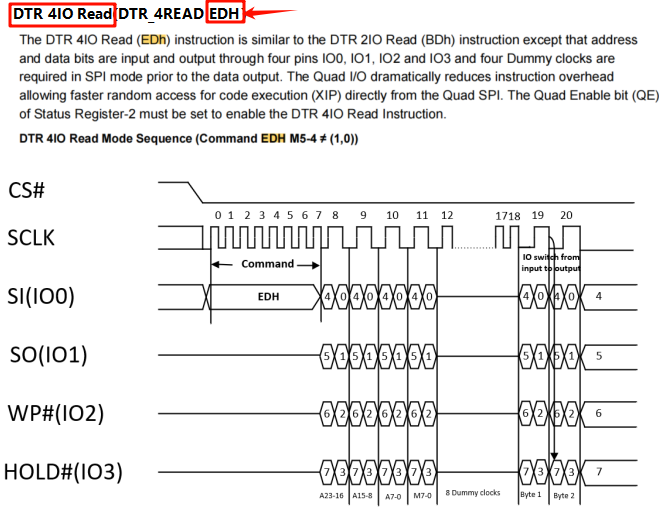 DTR 4IO Read(DTR_4READ EDH)
The DTR 4IO Read (EDh) instruction is similar to the DTR 2IO Read (BDh) instruction except that address
and data bits are input and output through four pins IO0, IO1, IO2 and IO3 and four Dummy clocks are
required in SPI mode prior to the data output. The Quad I/O dramatically reduces instruction overhead
allowing faster random access for code execution (XIP) directly from the Quad SPI. The Quad Enable bit (QE)
of Status Register-2 must be set to enable the DTR 4IO Read Instruction.
DTR 4IO Read Mode Sequence (Command EDH M5-4 ≠ (1,0))
CS#
0 1 2 3 4 5 6 7 8 9 10 11 12 17 18 19 20
SCLK
Command
IO switch from
input to output
SI(IO0) EDH 4 0 4 0 4 0 4 0 4 0 4 0 4
SO(IO1) 5 1 5 1 5 1 5 1 5 1 5 1 5
WP#(IO2) 6 2 6 2 6 2 6 2 6 2 6 2 6
HOLD#(IO3) 7 3 7 3 7 3 7 3 7 3 7 3 7
A23-16 A15-8 A7-0 M7-0 8 Dummy clocks Byte 1 Byte 2